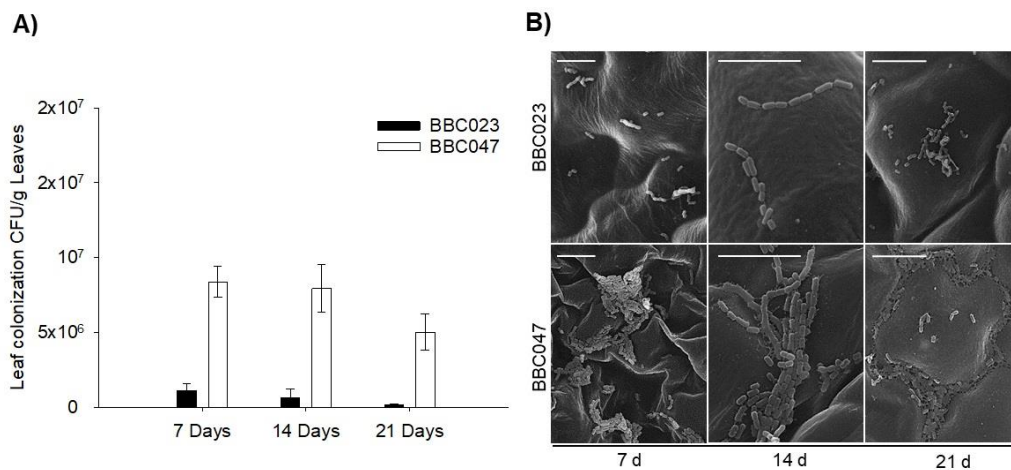 A)
Leaf colonization CFU/g Leaves
2x10⁷
2x10⁷
10⁷
5x10⁶
0
7 Days
14 Days
21 Days
BBC023
BBC047
B)
BBC023
BBC047
7 d
14 d
21 d